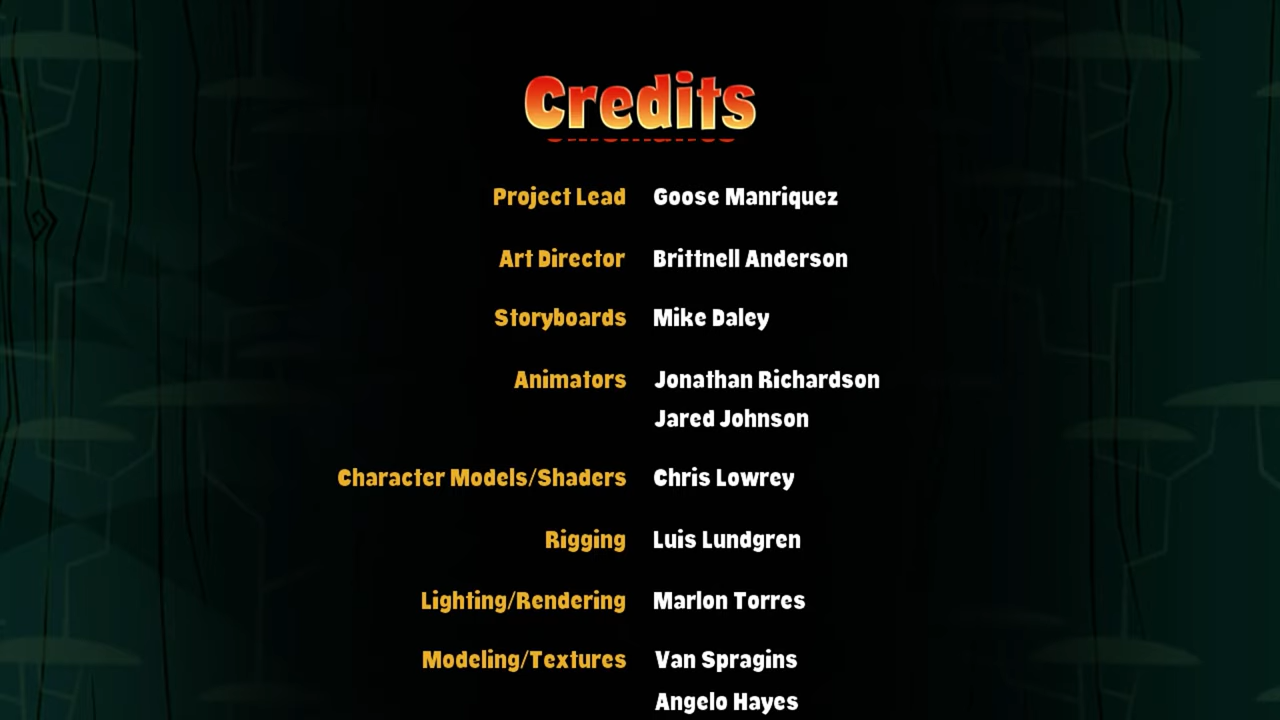 Credits
Project Lead Goose Manriquez
Art Director Brittnell Anderson
Storyboards Mike Daley
Animators Jonathan Richardson
Jared Johnson
Character Models/Shaders Chris Lowrey
Rigging Luis Lundgren
Lighting/Rendering Marlon Torres
Modeling/Textures Van Spragins
Angelo Hayes